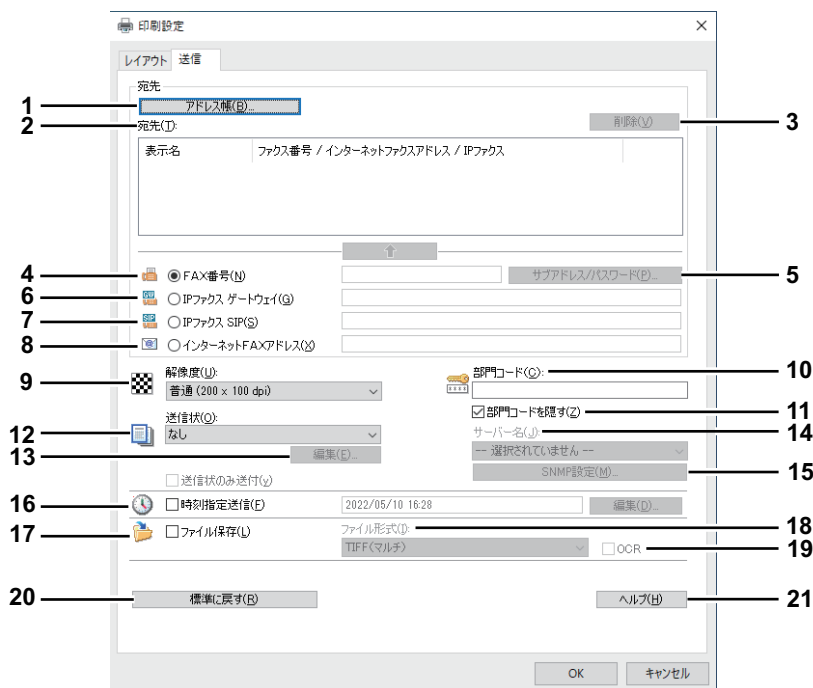 印刷設定
レイアウト 送信
宛先
1 アドレス帳(B)...
2 宛先(T):
削除(V) 3
表示名 ファクス番号 / インターネットファクスアドレス / IPファクス
4 FAX番号(N) サブアドレス/パスワード(P)... 5
6 IPファクス ゲートウェイ(G)
7 IPファクス SIP(S)
8 インターネットFAXアドレス(X)
9 解像度(U):
普通 (200 x 100 dpi)
部門コード(C): 10
部門コードを隠す(Z) 11
12 送信状(O):
なし
サーバー名(J): 14
-- 選択されていません --
13 編集(E)...
SNMP設定(M)... 15
送信状のみ送付(y)
16 時刻指定送信(F) 2022/05/10 16:28 編集(D)...
17 ファイル保存(L)
ファイル形式(I): 18
TIFF(マルチ) OCR 19
20 標準に戻す(R) ヘルプ(H) 21
OK キャンセル